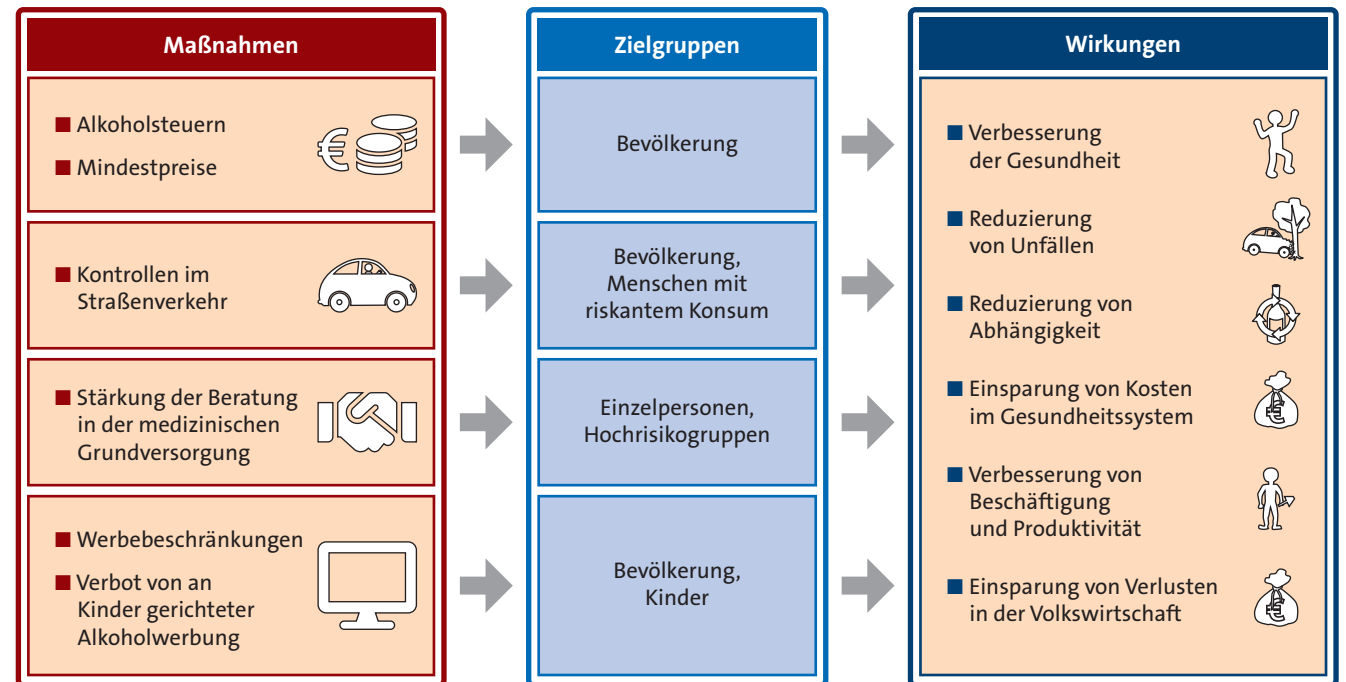 Maßnahmen
Alkoholsteuern
Mindestpreise
Kontrollen im
Straßenverkehr
Stärkung der Beratung
in der medizinischen
Grundversorgung
Werbebeschränkungen
Verbot von an
Kinder gerichteter
Alkoholwerbung
Zielgruppen
Bevölkerung
Bevölkerung,
Menschen mit
riskantem Konsum
Einzelpersonen,
Hochrisikogruppen
Bevölkerung,
Kinder
Wirkungen
Verbesserung
der Gesundheit
Reduzierung
von Unfällen
Reduzierung von
Abhängigkeit
Einsparung von Kosten
im Gesundheitssystem
Verbesserung von
Beschäftigung
und Produktivität
Einsparung von Verlusten
in der Volkswirtschaft